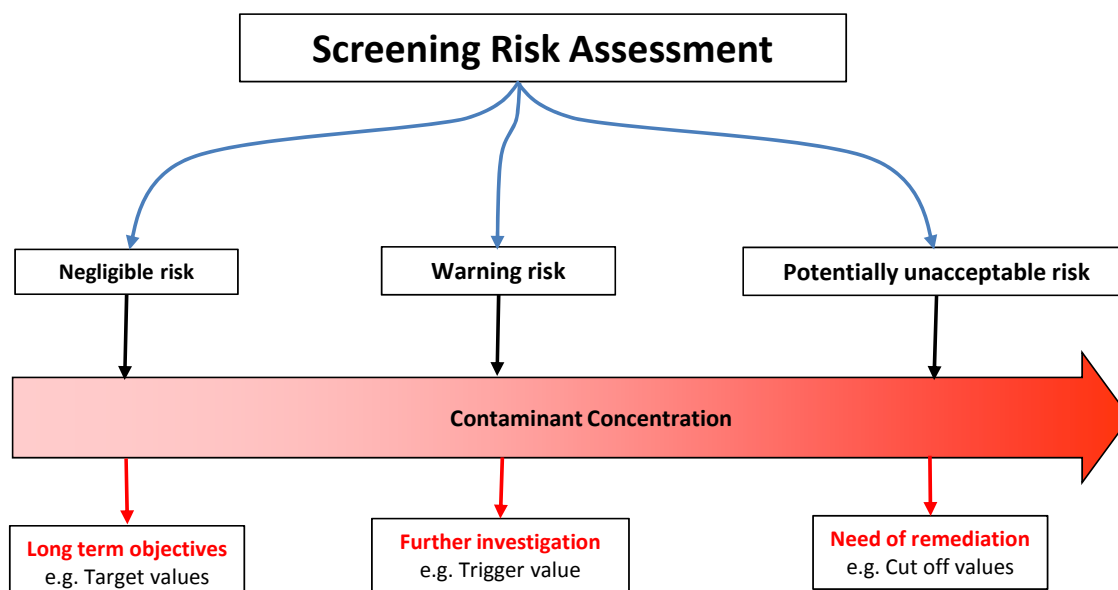 Screening Risk Assessment
Negligible risk
Warning risk
Potentially unacceptable risk
Contaminant Concentration
Long term objectives
e.g. Target values
Further investigation
e.g. Trigger value
Need of remediation
e.g. Cut off values